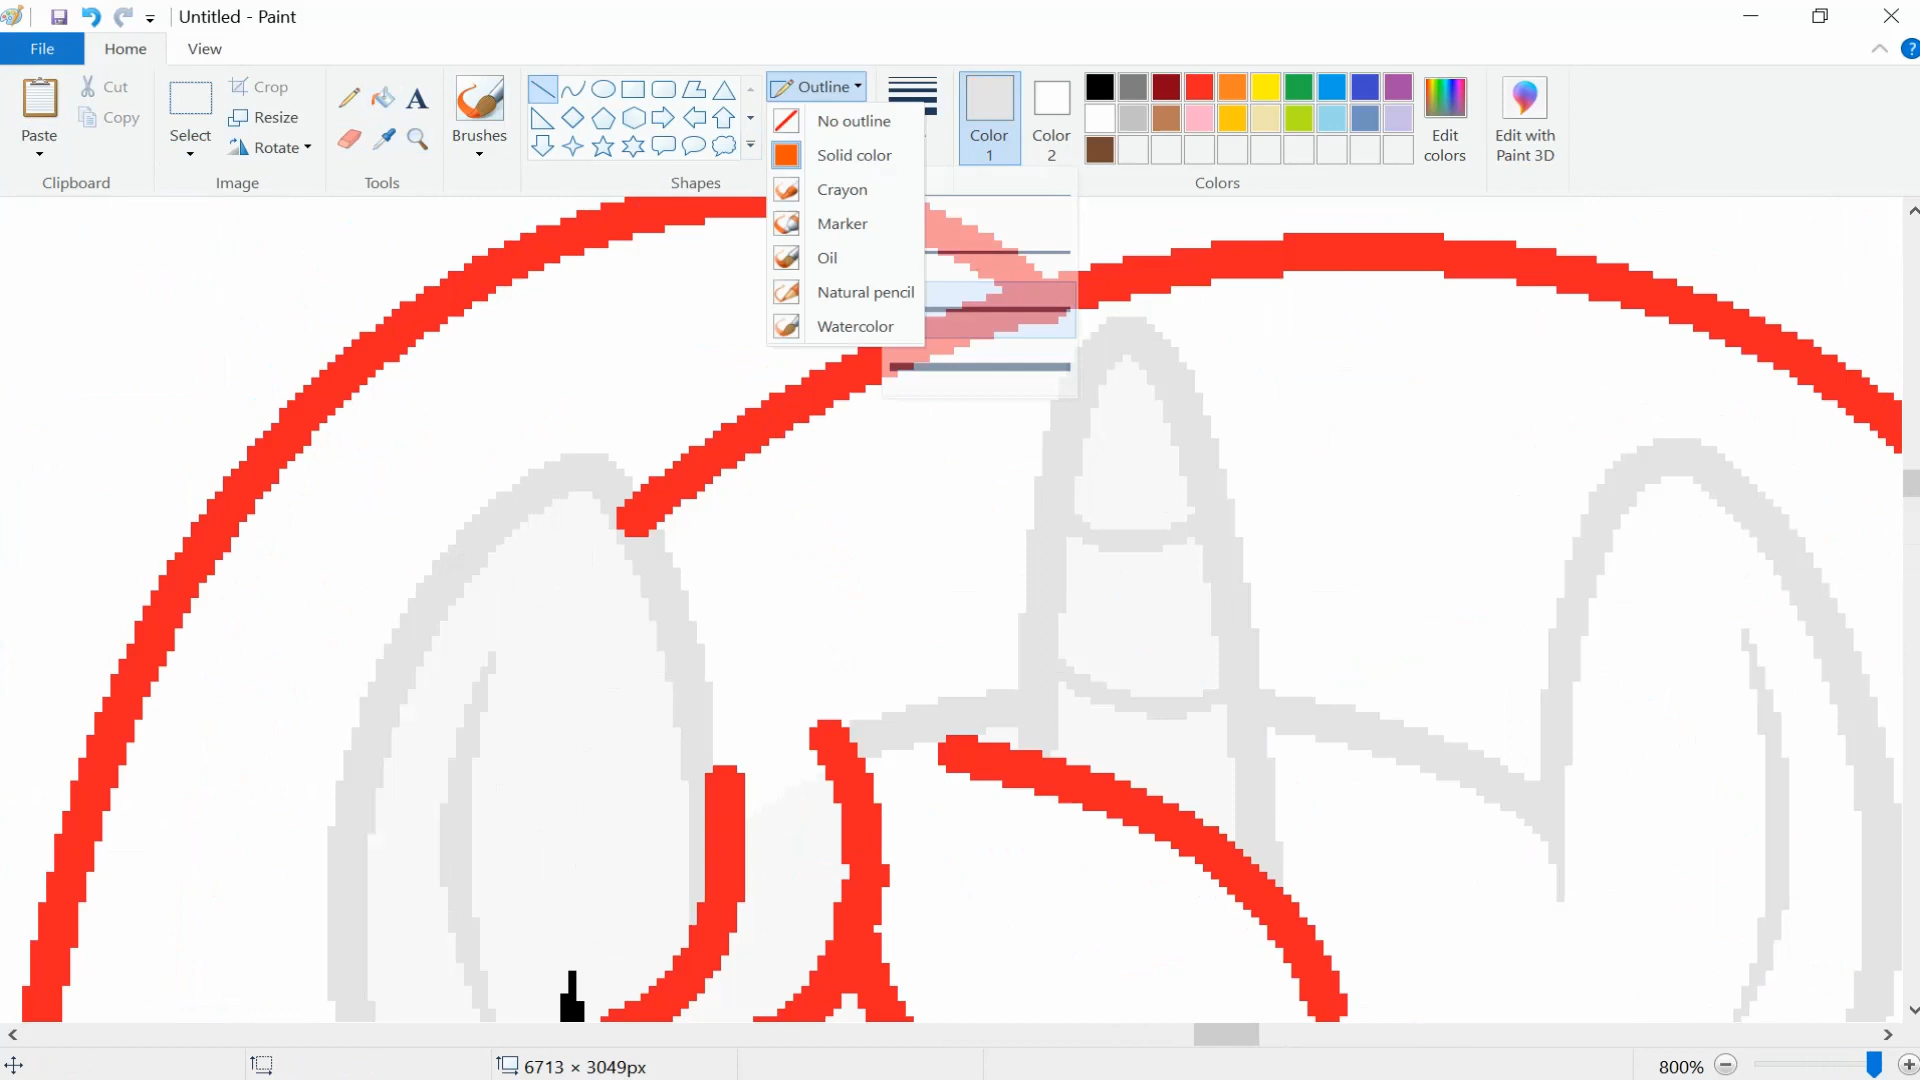 Untitled - Paint
File
Home
View
Paste
Cut
Copy
Clipboard
Select
Crop
Resize
Rotate
Image
A
Tools
Brushes
Shapes
Outline
No outline
Solid color
Crayon
Marker
Oil
Natural pencil
Watercolor
Color
1
Color
2
Edit
colors
Edit with
Paint 3D
Colors
?
6713 × 3049px
800%